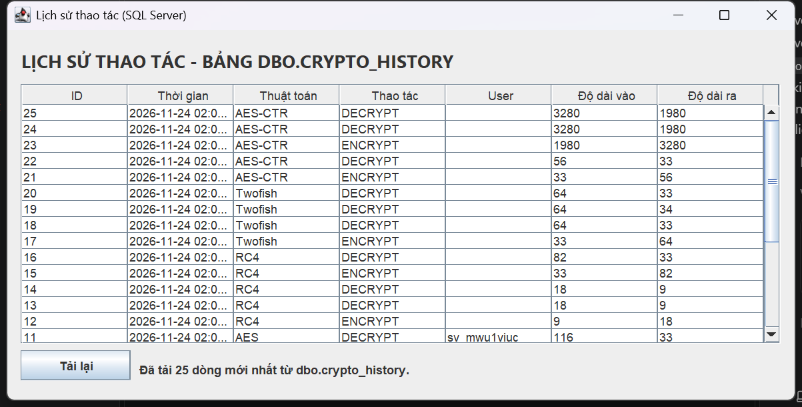 Lịch sử thao tác (SQL Server)
LỊCH SỬ THAO TÁC - BẢNG DBO.CRYPTO_HISTORY
ID Thời gian Thuật toán Thao tác User Độ dài vào Độ dài ra
25 2026-11-24 02:0... AES-CTR DECRYPT 3280 1980
24 2026-11-24 02:0... AES-CTR DECRYPT 3280 1980
23 2026-11-24 02:0... AES-CTR ENCRYPT 1980 3280
22 2026-11-24 02:0... AES-CTR DECRYPT 56 33
21 2026-11-24 02:0... AES-CTR ENCRYPT 33 56
20 2026-11-24 02:0... Twofish DECRYPT 64 33
19 2026-11-24 02:0... Twofish DECRYPT 64 34
18 2026-11-24 02:0... Twofish DECRYPT 64 33
17 2026-11-24 02:0... Twofish ENCRYPT 33 64
16 2026-11-24 02:0... RC4 DECRYPT 82 33
15 2026-11-24 02:0... RC4 ENCRYPT 33 82
14 2026-11-24 02:0... RC4 DECRYPT 18 9
13 2026-11-24 02:0... RC4 DECRYPT 18 9
12 2026-11-24 02:0... RC4 ENCRYPT 9 18
11 2026-11-24 02:0... AES DECRYPT sv_mwu1viuc 116 33
Tải lại
Đã tải 25 dòng mới nhất từ dbo.crypto_history.